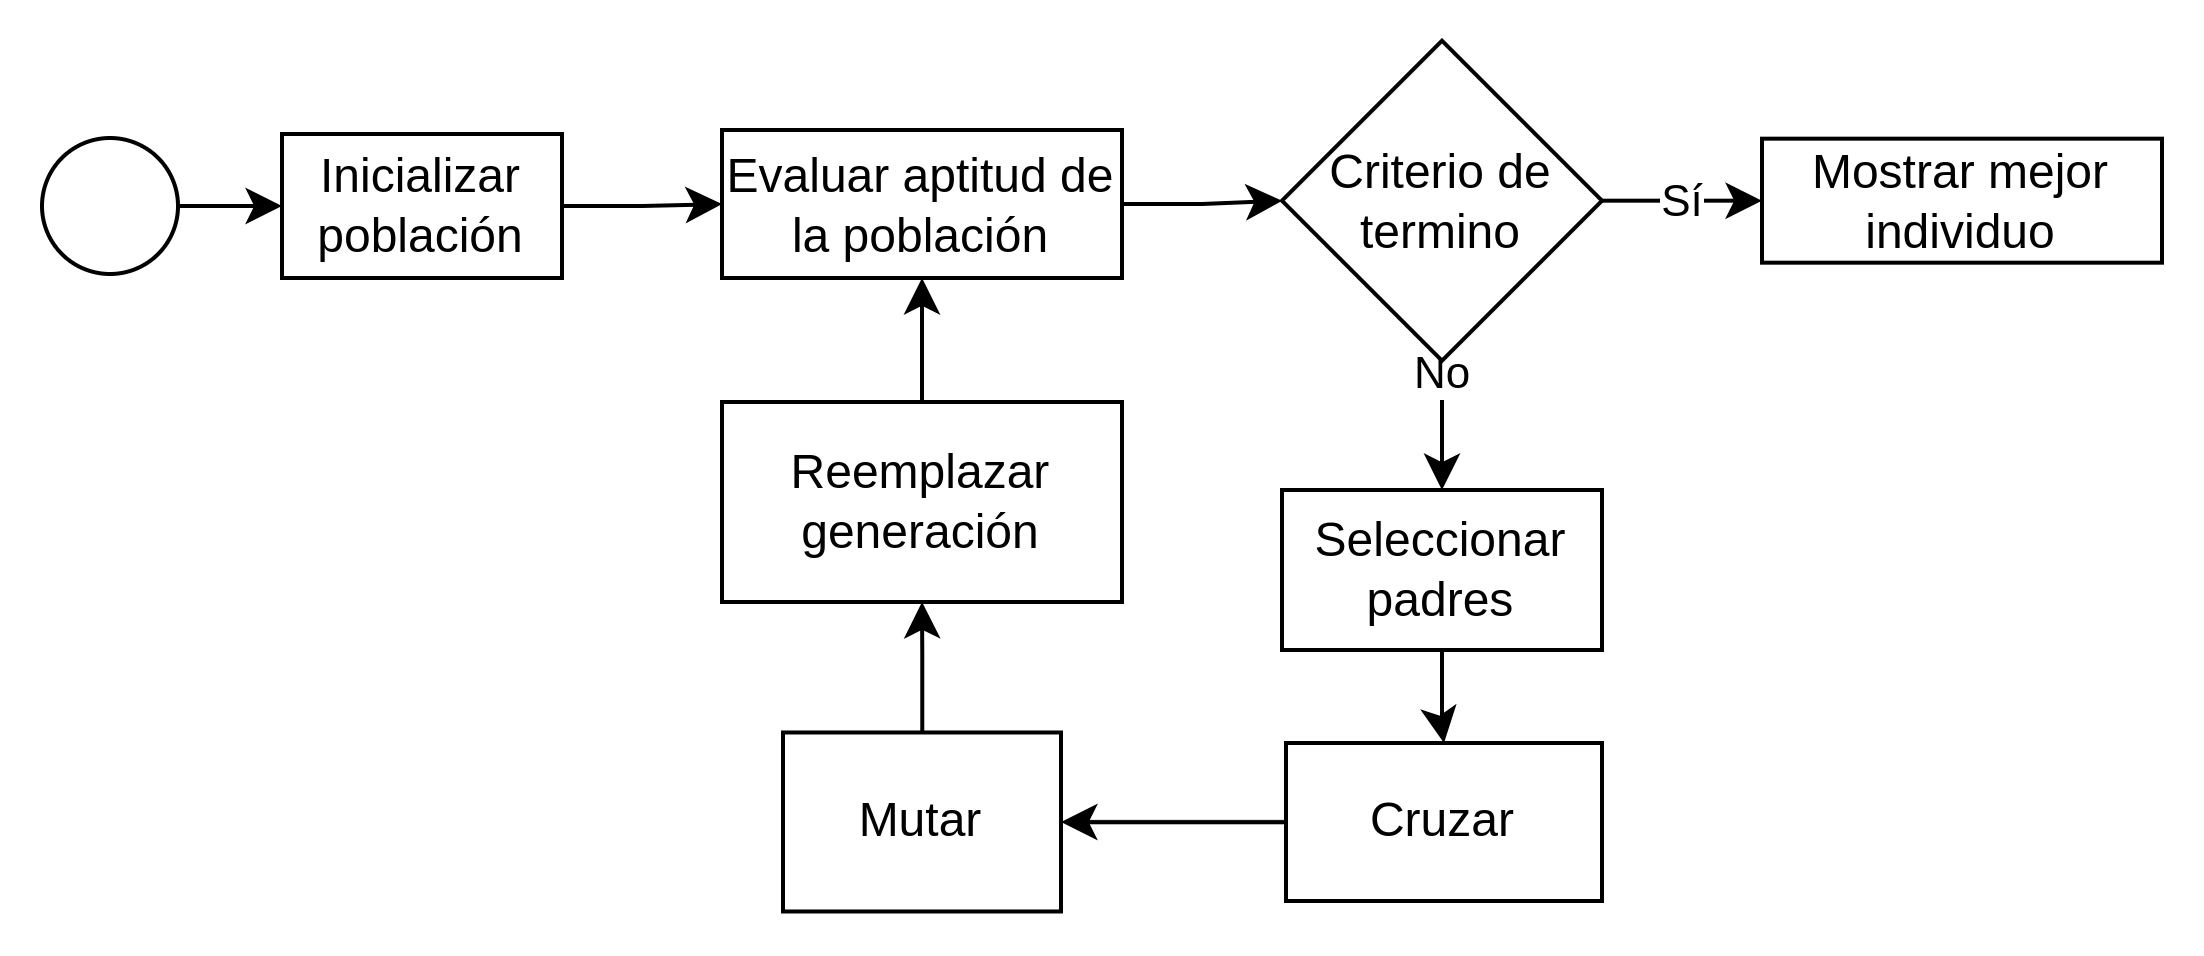 Inicializar
población
Evaluar aptitud de
la población
Criterio de
termino
Sí
Mostrar mejor
individuo
No
Seleccionar
padres
Cruzar
Mutar
Reemplazar
generación